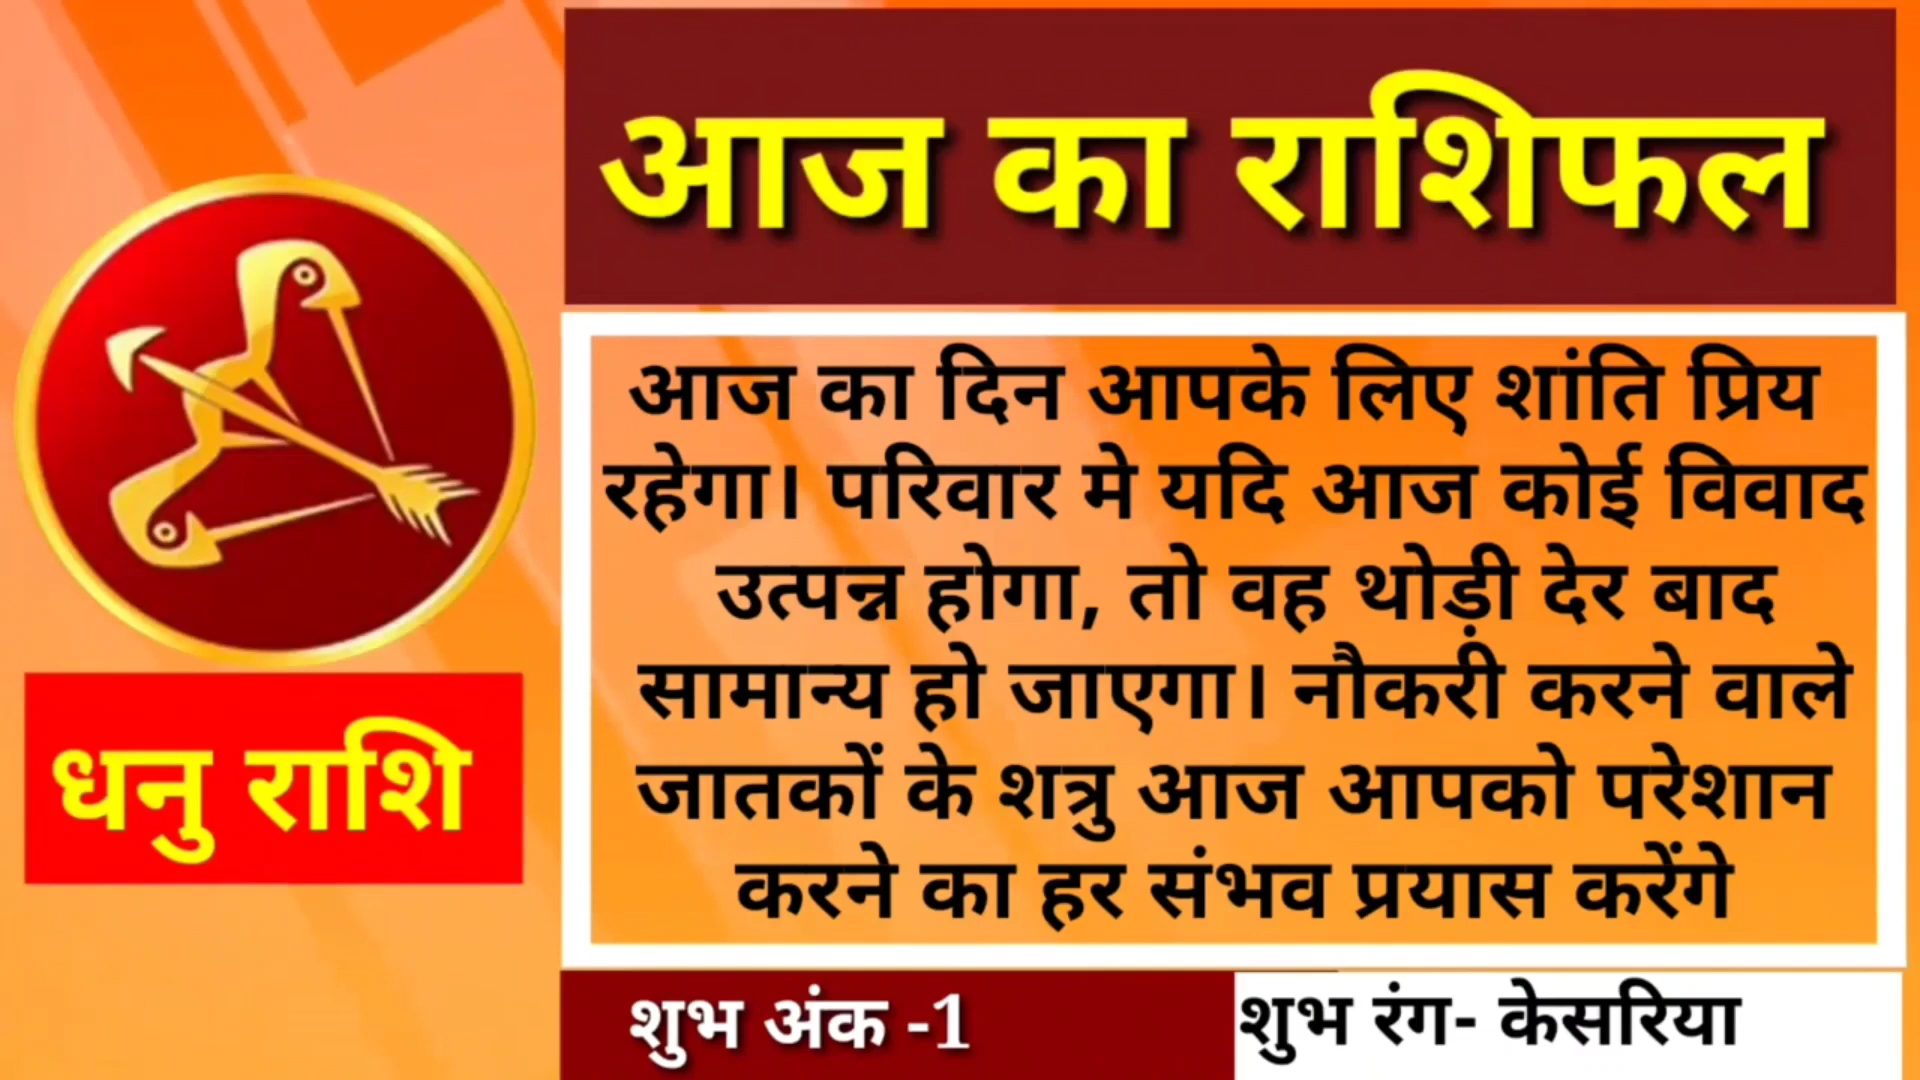 आज का राशिफल
धनु राशि
आज का दिन आपके लिए शांति प्रिय
रहेगा। परिवार मे यदि आज कोई विवाद
उत्पन्न होगा, तो वह थोड़ी देर बाद
सामान्य हो जाएगा। नौकरी करने वाले
जातकों के शत्रु आज आपको परेशान
करने का हर संभव प्रयास करेंगे
शुभ अंक -1
शुभ रंग- केसरिया